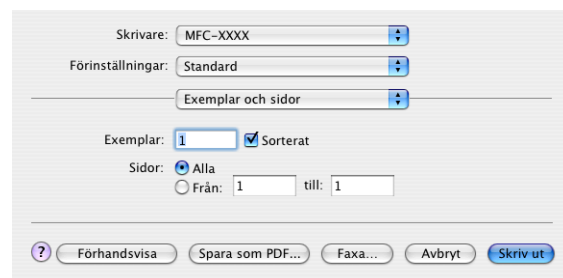 Skrivare: MFC-XXXX
Förinställningar: Standard
Exemplar och sidor
Exemplar: 1 Sorterat
Sidor: Alla
Från: 1 till: 1
? Förhandsvisa Spara som PDF... Faxa... Avbryt Skriv ut